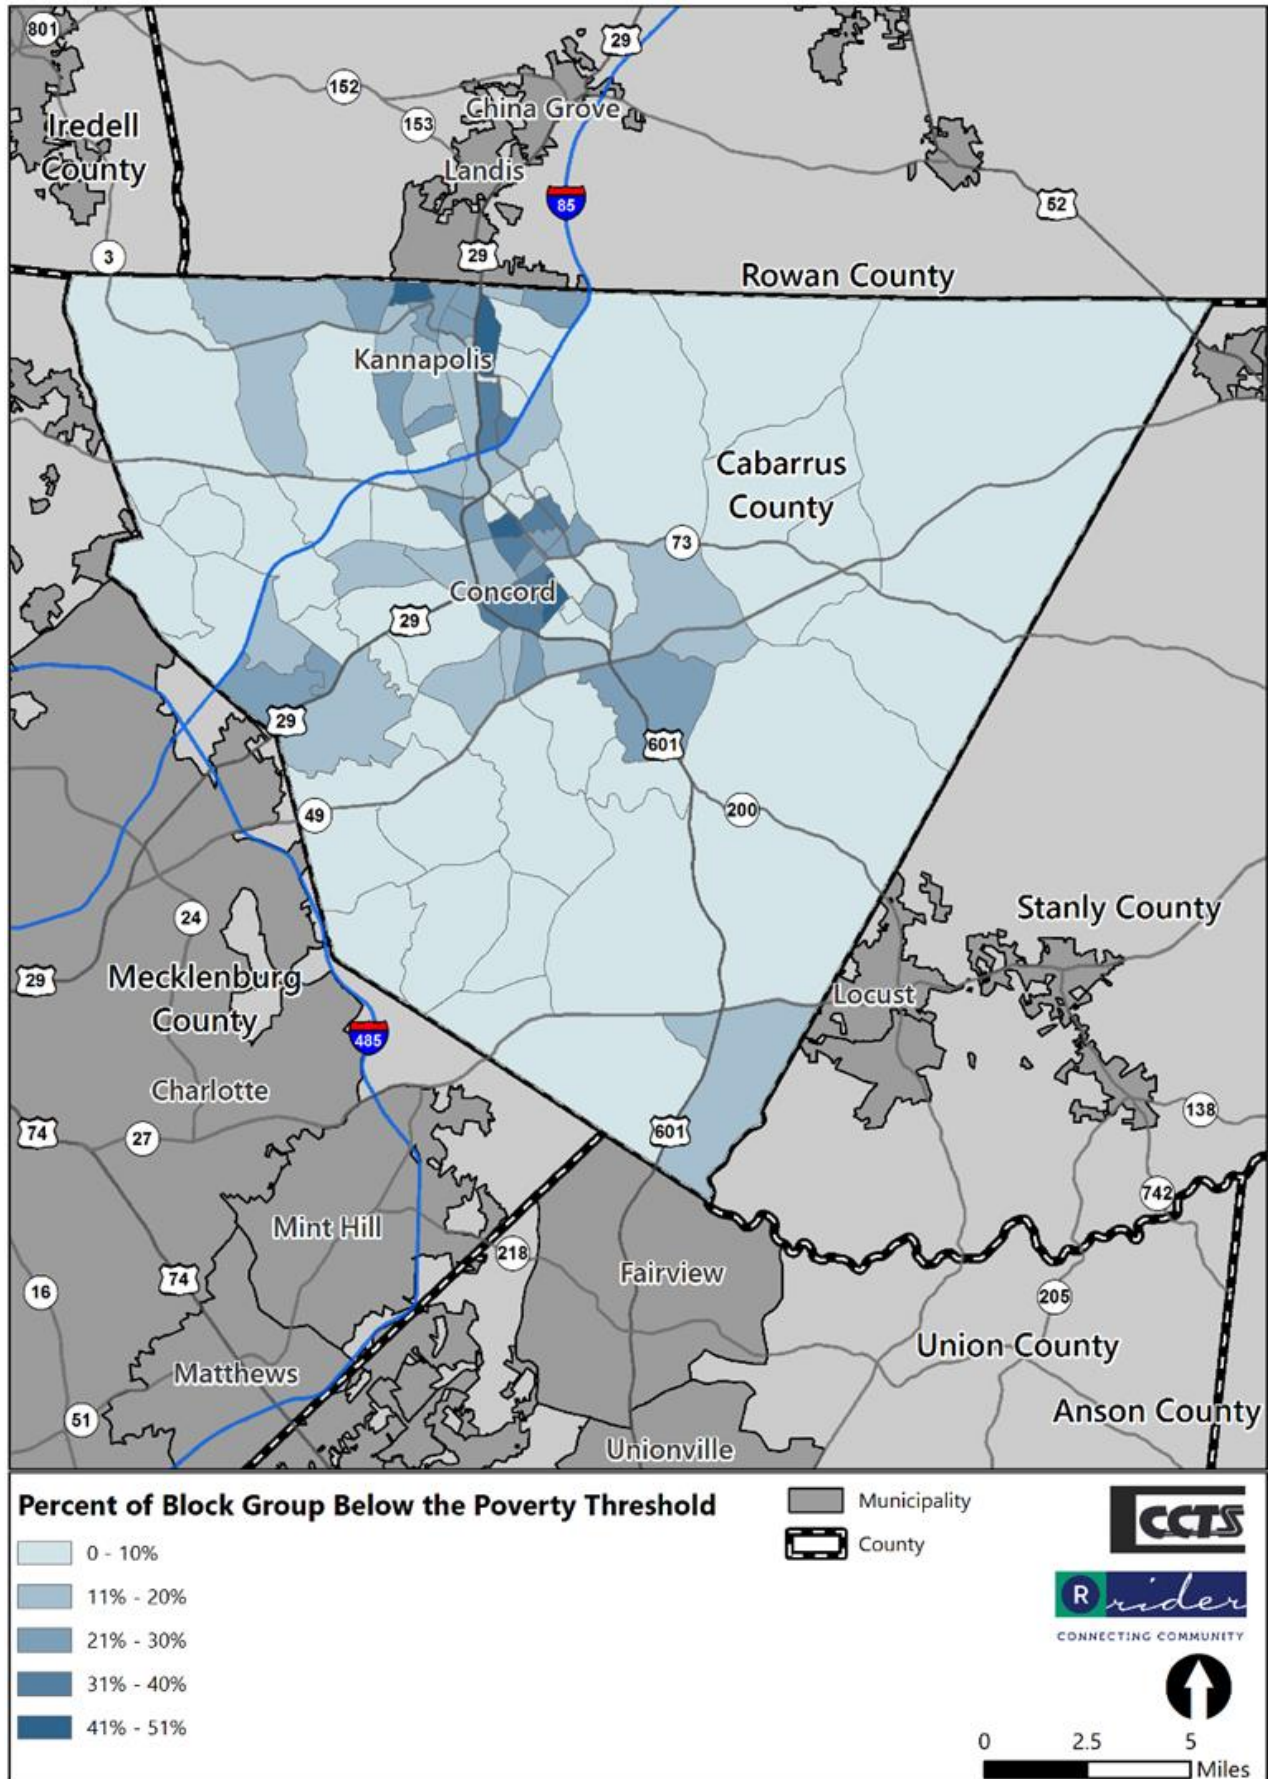 801
29
152
China Grove
153
Iredell
County
Landis
85
52
3
29
Rowan County
Kannapolis
Cabarrus
County
73
Concord
29
29
601
49
200
24
Stanly County
29
Mecklenburg
County
Locust
485
Charlotte
74
27
601
138
742
Mint Hill
218
Fairview
74
16
205
Union County
Matthews
51
Anson County
Unionville
Percent of Block Group Below the Poverty Threshold
0 - 10%
11% - 20%
21% - 30%
31% - 40%
41% - 51%
Municipality
County
CCTS
R rider
CONNECTING COMMUNITY
0 2.5 5
Miles